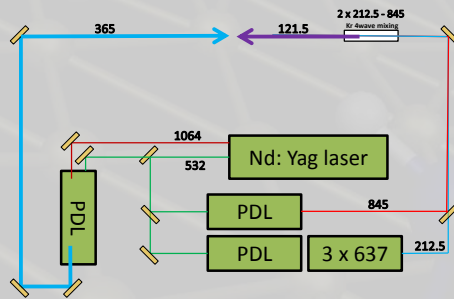 2 x 212.5 - 845
Kr 4wave mixing
365
121.5
1064
532
Nd: Yag laser
PDL
PDL
845
PDL
3 x 637
212.5